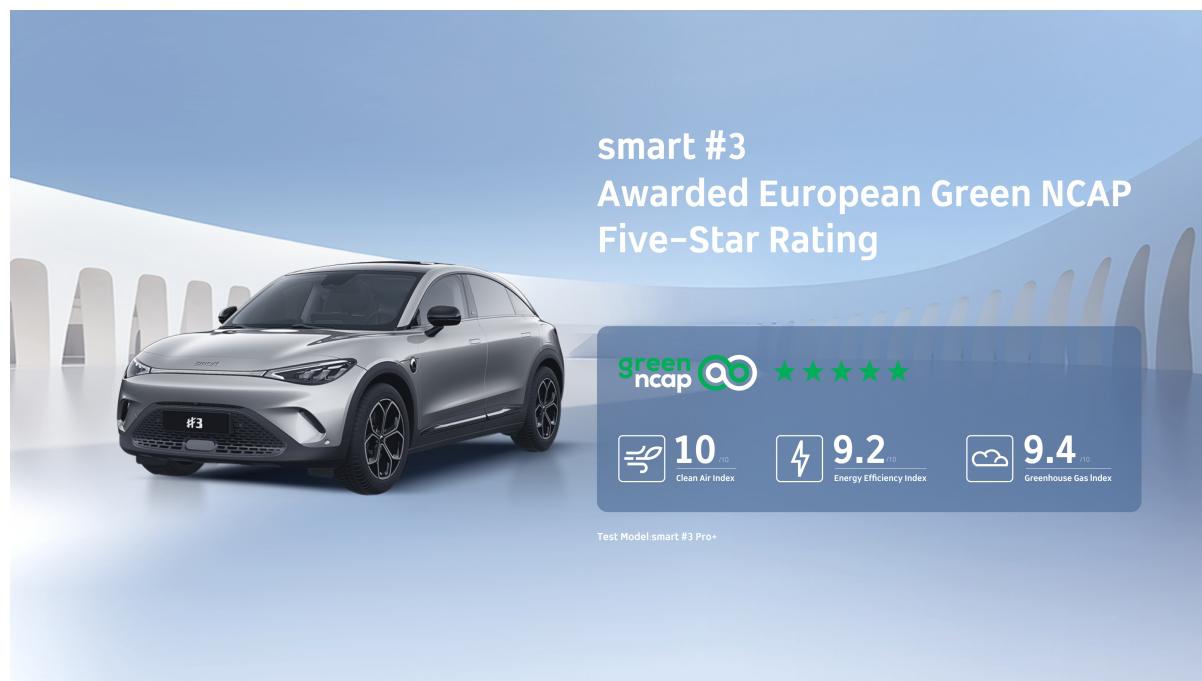 smart #3
Awarded European Green NCAP
Five-Star Rating
green
ncap
10 /10
Clean Air Index
9.2 /10
Energy Efficiency Index
9.4 /10
Greenhouse Gas Index
Test Model:smart #3 Pro+
smart
#3